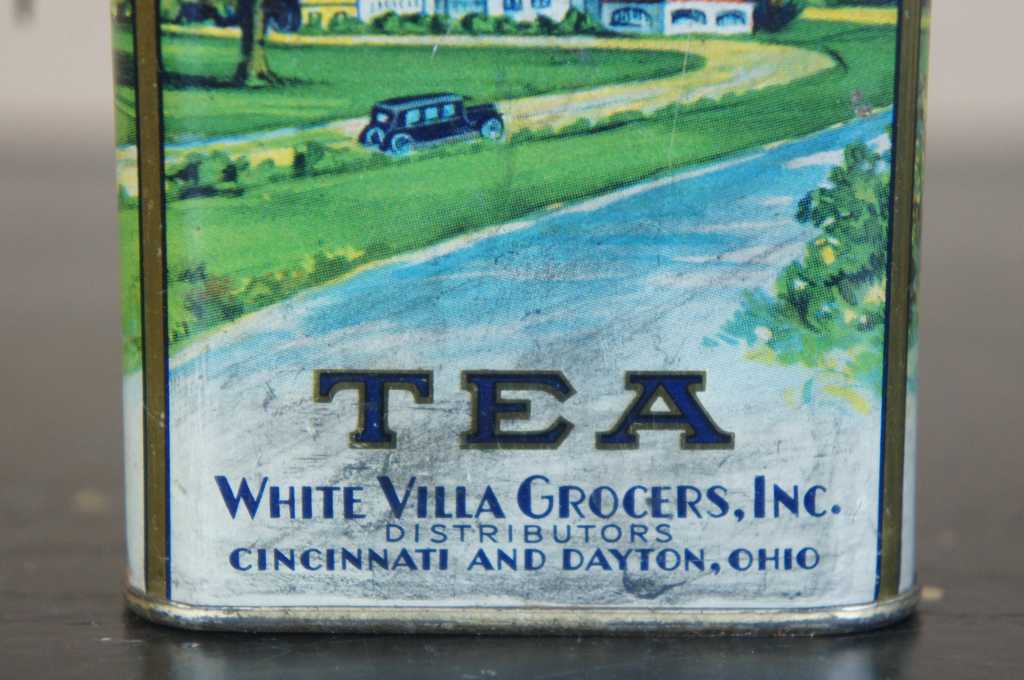 TEA
WHITE VILLA GROCERS, INC.
DISTRIBUTORS
CINCINNATI AND DAYTON, OHIO